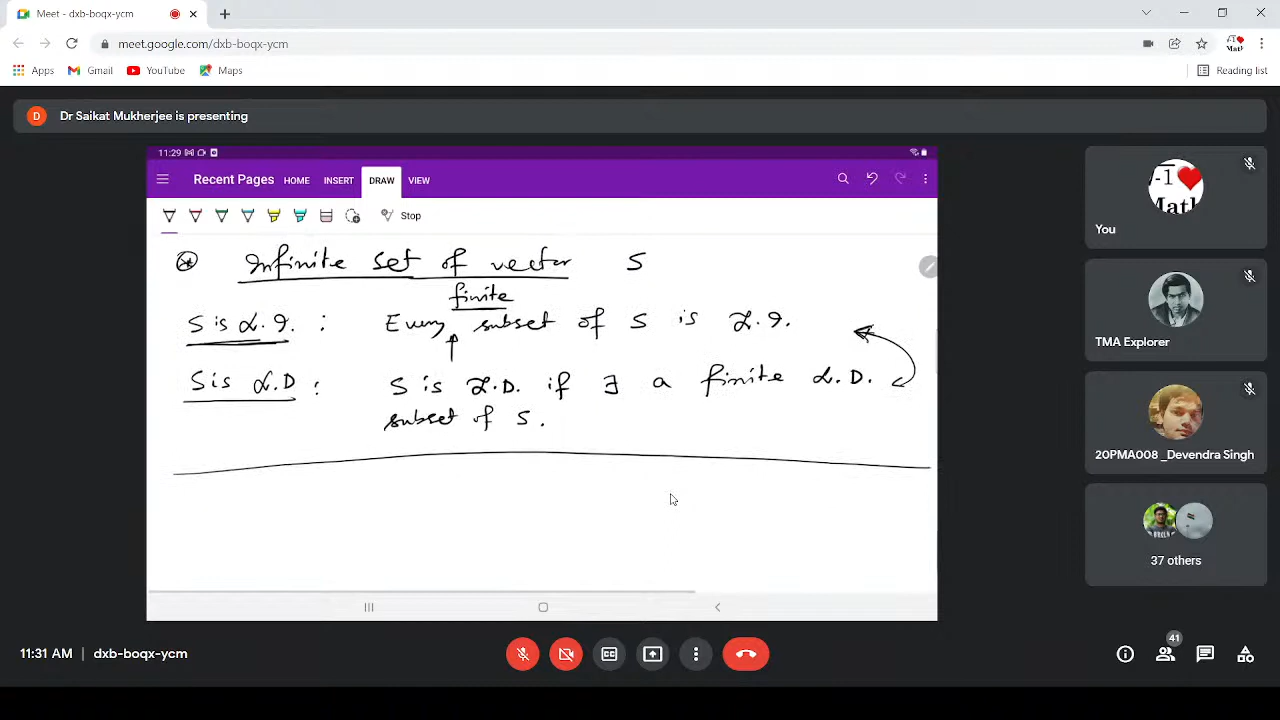 Meet - dxb-boqx-ycm
meet.google.com/dxb-boqx-ycm
Apps Gmail YouTube Maps Reading list
D Dr Saikat Mukherjee is presenting
11:29
Recent Pages HOME INSERT DRAW VIEW
Stop
Infinite set of vector S
finite
S is L.I. : Every subset of S is L.I.
S is L.D : S is L.D. if ∃ a finite L.D.
subset of S.
√-1
Math
You
TMA Explorer
20PMA008 _Devendra Singh
37 others
11:31 AM dxb-boqx-ycm
41